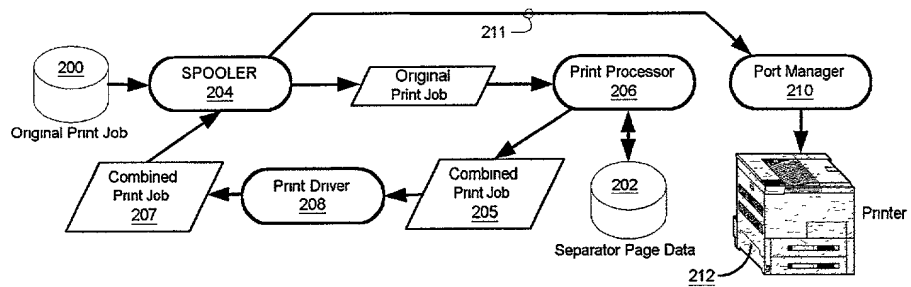 211
200
Original Print Job
SPOOLER
204
Original
Print Job
Print Processor
206
Port Manager
210
Combined
Print Job
207
Print Driver
208
Combined
Print Job
205
202
Separator Page Data
Printer
212